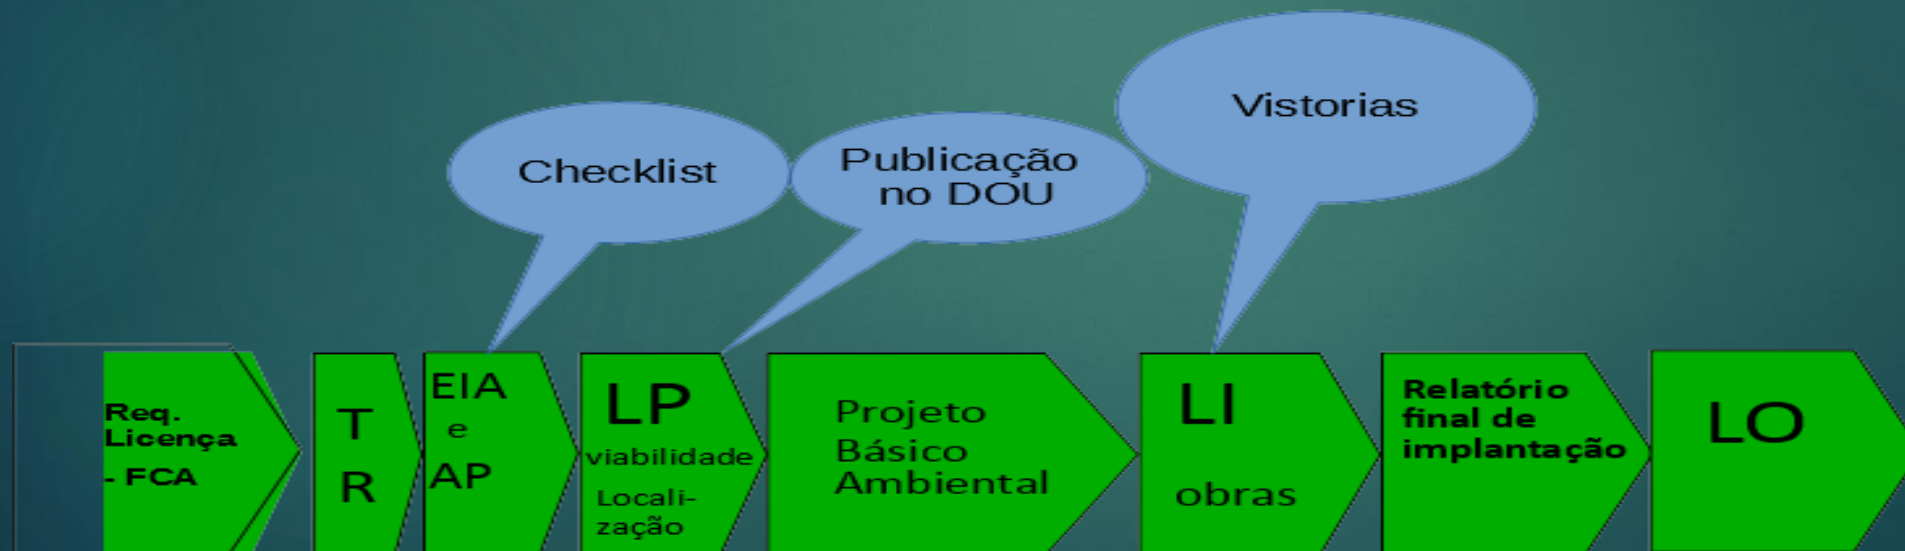 Checklist
Publicação
no DOU
Vistorias
Req.
Licença
- FCA
T
R
EIA
e
AP
LP
viabilidade
Locali-
zação
Projeto
Básico
Ambiental
LI
obras
Relatório
final de
implantação
LO